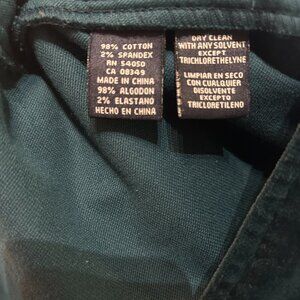 98% COTTON
2% SPANDEX
RN 54050
CA 08349
MADE IN CHINA
98% ALGODON
2% ELASTANO
HECHO EN CHINA
DRY CLEAN
WITH ANY SOLVENT
EXCEPT
TRICHLORETHELYNE
LIMPIAR EN SECO
CON CUALQUIER
DISOLVENTE
EXCEPTO
TRICLORETILENO